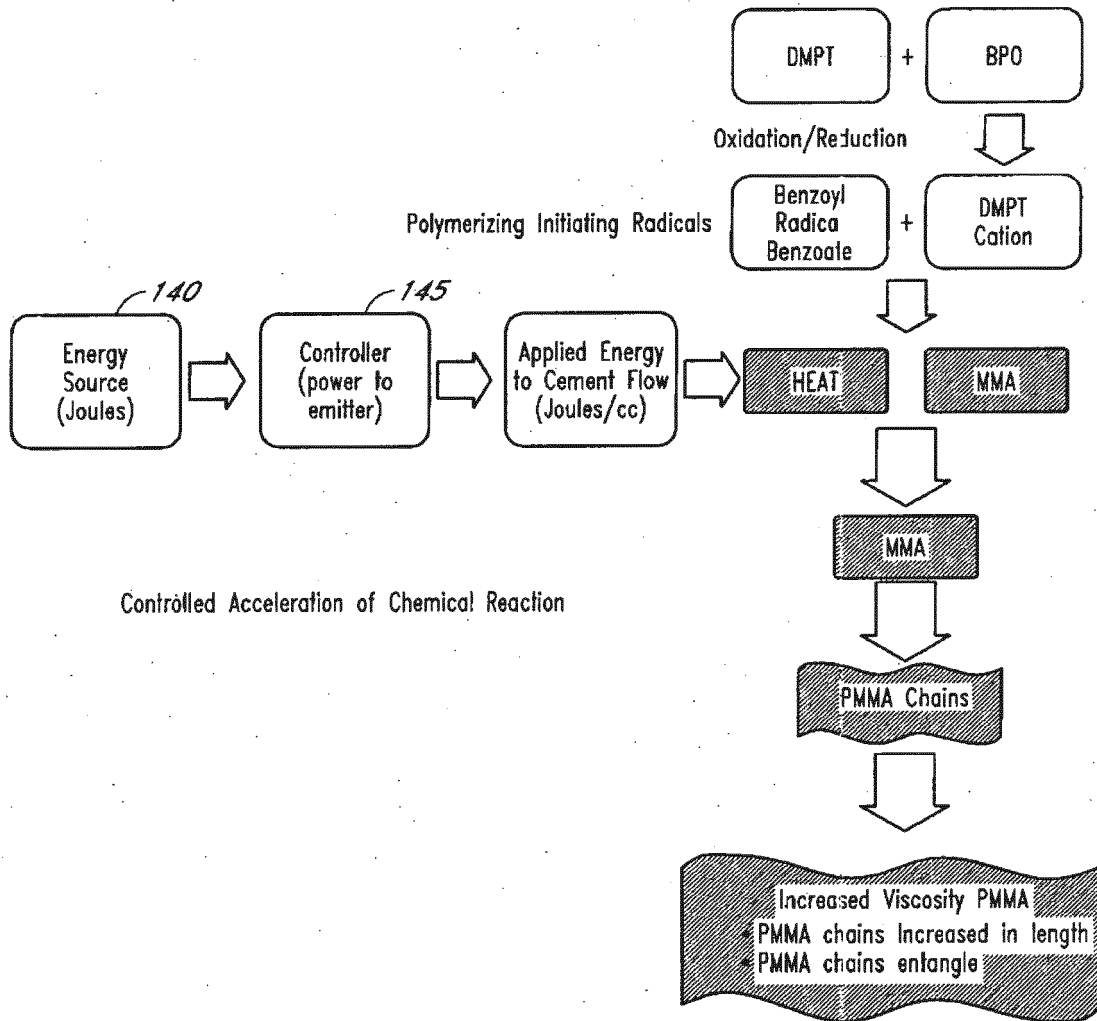 DMPT + BPO
Oxidation/Reduction
Polymerizing Initiating Radicals
Benzoyl
Radica
Benzoate
+
DMPT
Cation
140
145
Energy
Source
(Joules)
Controller
(power to
emitter)
Applied Energy
to Cement Flow
(Joules/cc)
HEAT
MMA
MMA
Controlled Acceleration of Chemical Reaction
PMMA Chains
Increased Viscosity PMMA
• PMMA chains Increased in length
• PMMA chains entangle